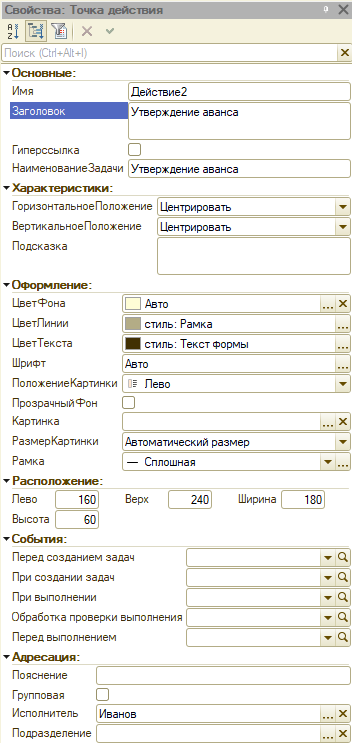 Свойства: Точка действия
Поиск (Ctrl+Alt+I)
Основные:
Имя Действие2
Заголовок Утверждение аванса
Гиперссылка
НаименованиеЗадачи Утверждение аванса
Характеристики:
ГоризонтальноеПоложение Центрировать
ВертикальноеПоложение Центрировать
Подсказка
Оформление:
ЦветФона Авто ...
ЦветЛинии стиль: Рамка ...
ЦветТекста стиль: Текст формы ...
Шрифт Авто ...
ПоложениеКартинки Лево
ПрозрачныйФон
Картинка ...
РазмерКартинки Автоматический размер
Рамка Сплошная ...
Расположение:
Лево 160 Верх 240 Ширина 180
Высота 60
События:
Перед созданием задач
При создании задач
При выполнении
Обработка проверки выполнения
Перед выполнением
Адресация:
Пояснение
Групповая
Исполнитель Иванов ...
Подразделение ...